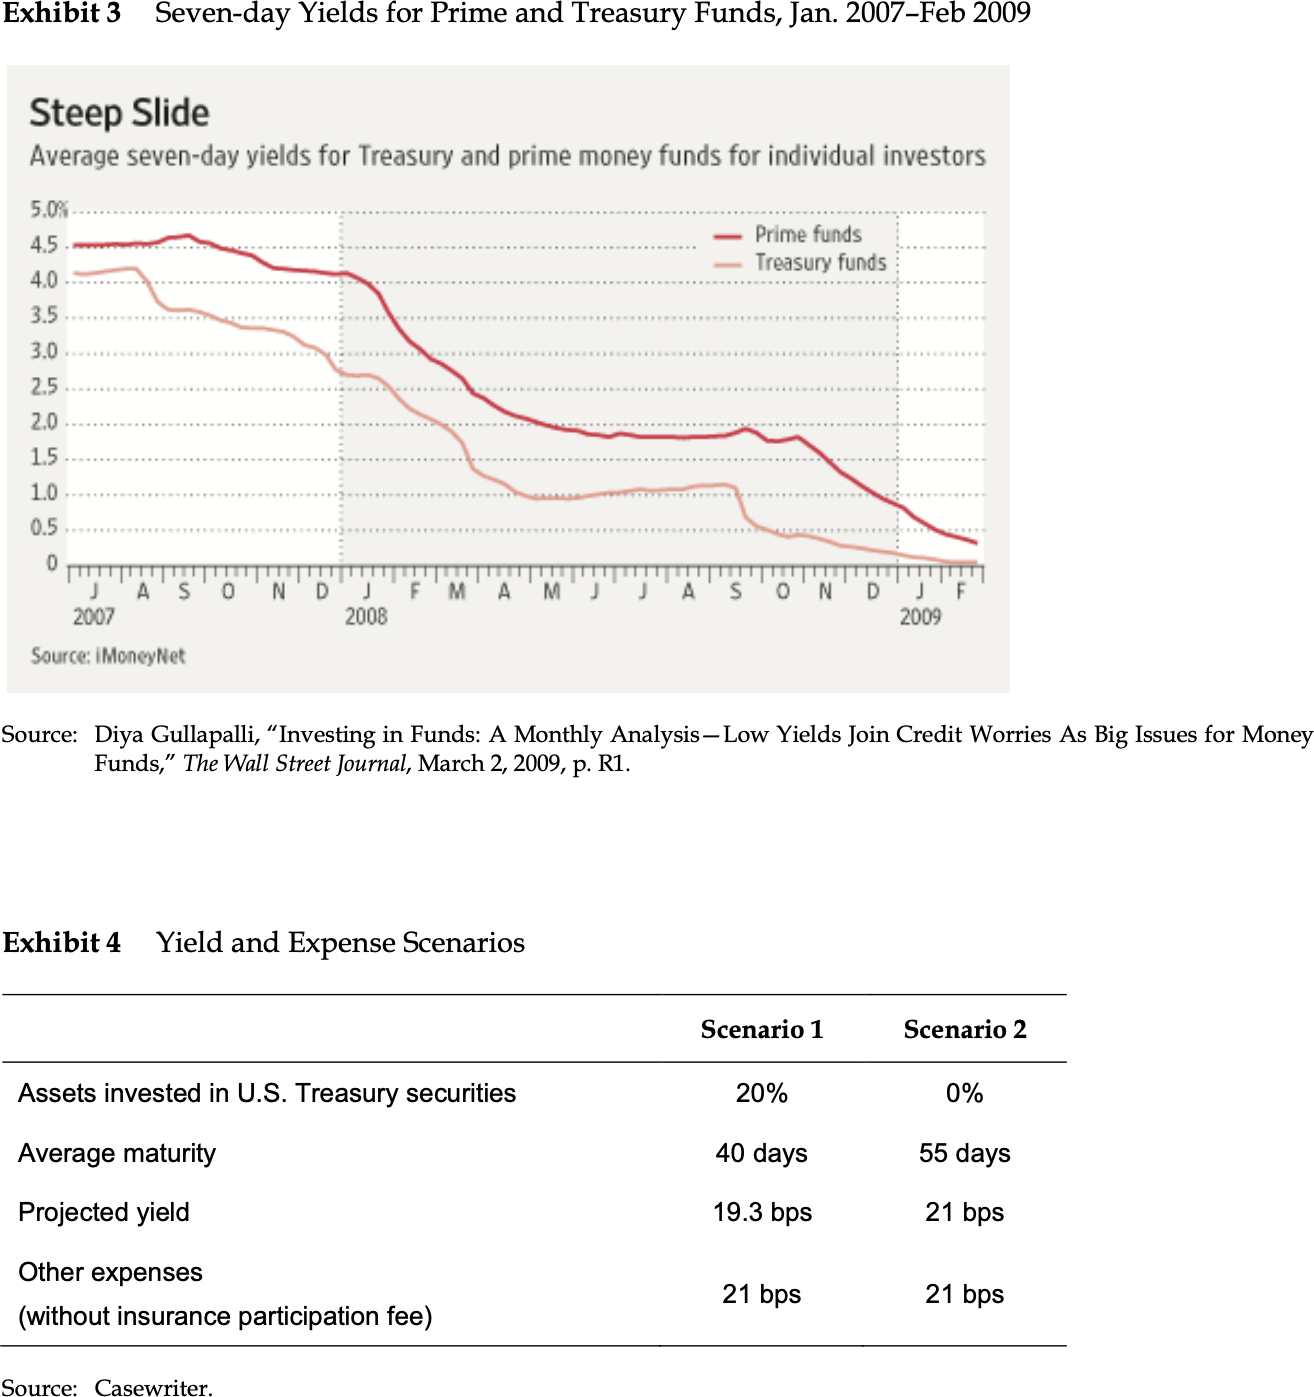 Exhibit 3 Seven-day Yields for Prime and Treasury Funds, Jan. 2007–Feb 2009
Steep Slide
Average seven-day yields for Treasury and prime money funds for individual investors
5.0%
4.5
4.0
3.5
3.0
2.5
2.0
1.5
1.0
0.5
0
Prime funds
Treasury funds
J A S O N D J F M A M J J A S O N D J F
2007 2008 2009
Source: iMoneyNet
Source: Diya Gullapalli, “Investing in Funds: A Monthly Analysis—Low Yields Join Credit Worries As Big Issues for Money
Funds,” The Wall Street Journal, March 2, 2009, p. R1.
Exhibit 4 Yield and Expense Scenarios
Scenario 1 Scenario 2
Assets invested in U.S. Treasury securities 20% 0%
Average maturity 40 days 55 days
Projected yield 19.3 bps 21 bps
Other expenses
(without insurance participation fee) 21 bps 21 bps
Source: Casewriter.